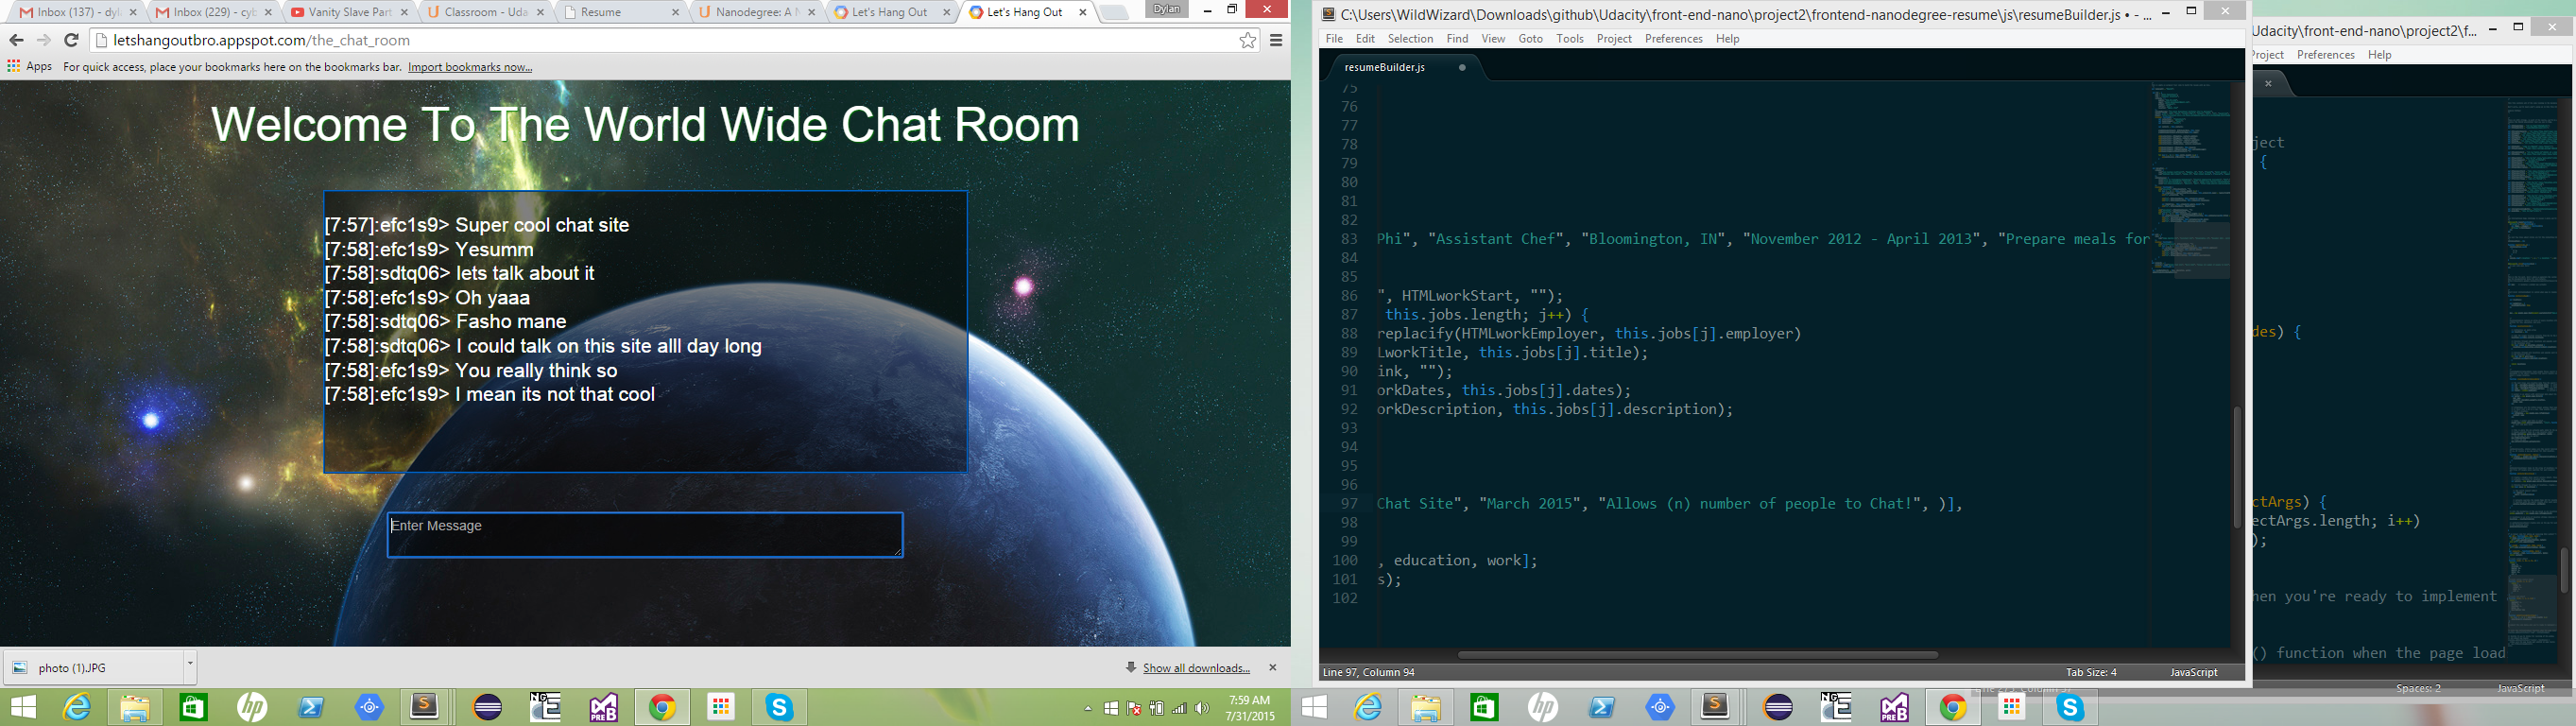 Inbox (137) - dyl
Inbox (229) - cyb
Vanity Slave Part
Classroom - Uda
Resume
Nanodegree: A N
Let's Hang Out
Let's Hang Out
Dylan
letshangoutbro.appspot.com/the_chat_room
Apps
For quick access, place your bookmarks here on the bookmarks bar. Import bookmarks now...
Welcome To The World Wide Chat Room
[7:57]:efc1s9> Super cool chat site
[7:58]:efc1s9> Yesumm
[7:58]:sdtq06> lets talk about it
[7:58]:efc1s9> Oh yaaa
[7:58]:sdtq06> Fasho mane
[7:58]:sdtq06> I could talk on this site alll day long
[7:58]:efc1s9> You really think so
[7:58]:efc1s9> I mean its not that cool
Enter Message
photo (1).JPG
Show all downloads...
7:59 AM
7/31/2015
C:\Users\WildWizard\Downloads\github\Udacity\front-end-nano\project2\frontend-nanodegree-resume\js\resumeBuilder.js • - ...
File Edit Selection Find View Goto Tools Project Preferences Help
resumeBuilder.js
75
76
77
78
79
80
81
82
83 Phi", "Assistant Chef", "Bloomington, IN", "November 2012 - April 2013", "Prepare meals for
84
85
86 ", HTMLworkStart, "");
87 this.jobs.length; j++) {
88 replacify(HTMLworkEmployer, this.jobs[j].employer)
89 LworkTitle, this.jobs[j].title);
90 ink, "");
91 orkDates, this.jobs[j].dates);
92 orkDescription, this.jobs[j].description);
93
94
95
96
97 Chat Site", "March 2015", "Allows (n) number of people to Chat!", )],
98
99
100 , education, work];
101 s);
102
Line 97, Column 94
Tab Size: 4
JavaScript
Udacity\front-end-nano\project2\f...
Project Preferences Help
ject
{
des) {
ectArgs) {
ectArgs.length; i++)
);
hen you're ready to implement
() function when the page load
Spaces: 2
JavaScript